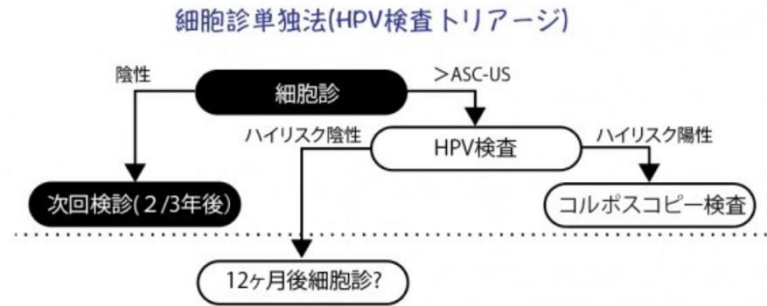 細胞診単独法(HPV検査トリアージ)
陰性
細胞診
>ASC-US
ハイリスク陰性
HPV検査
ハイリスク陽性
次回検診(２/3年後)
コルポスコピー検査
12ヶ月後細胞診?